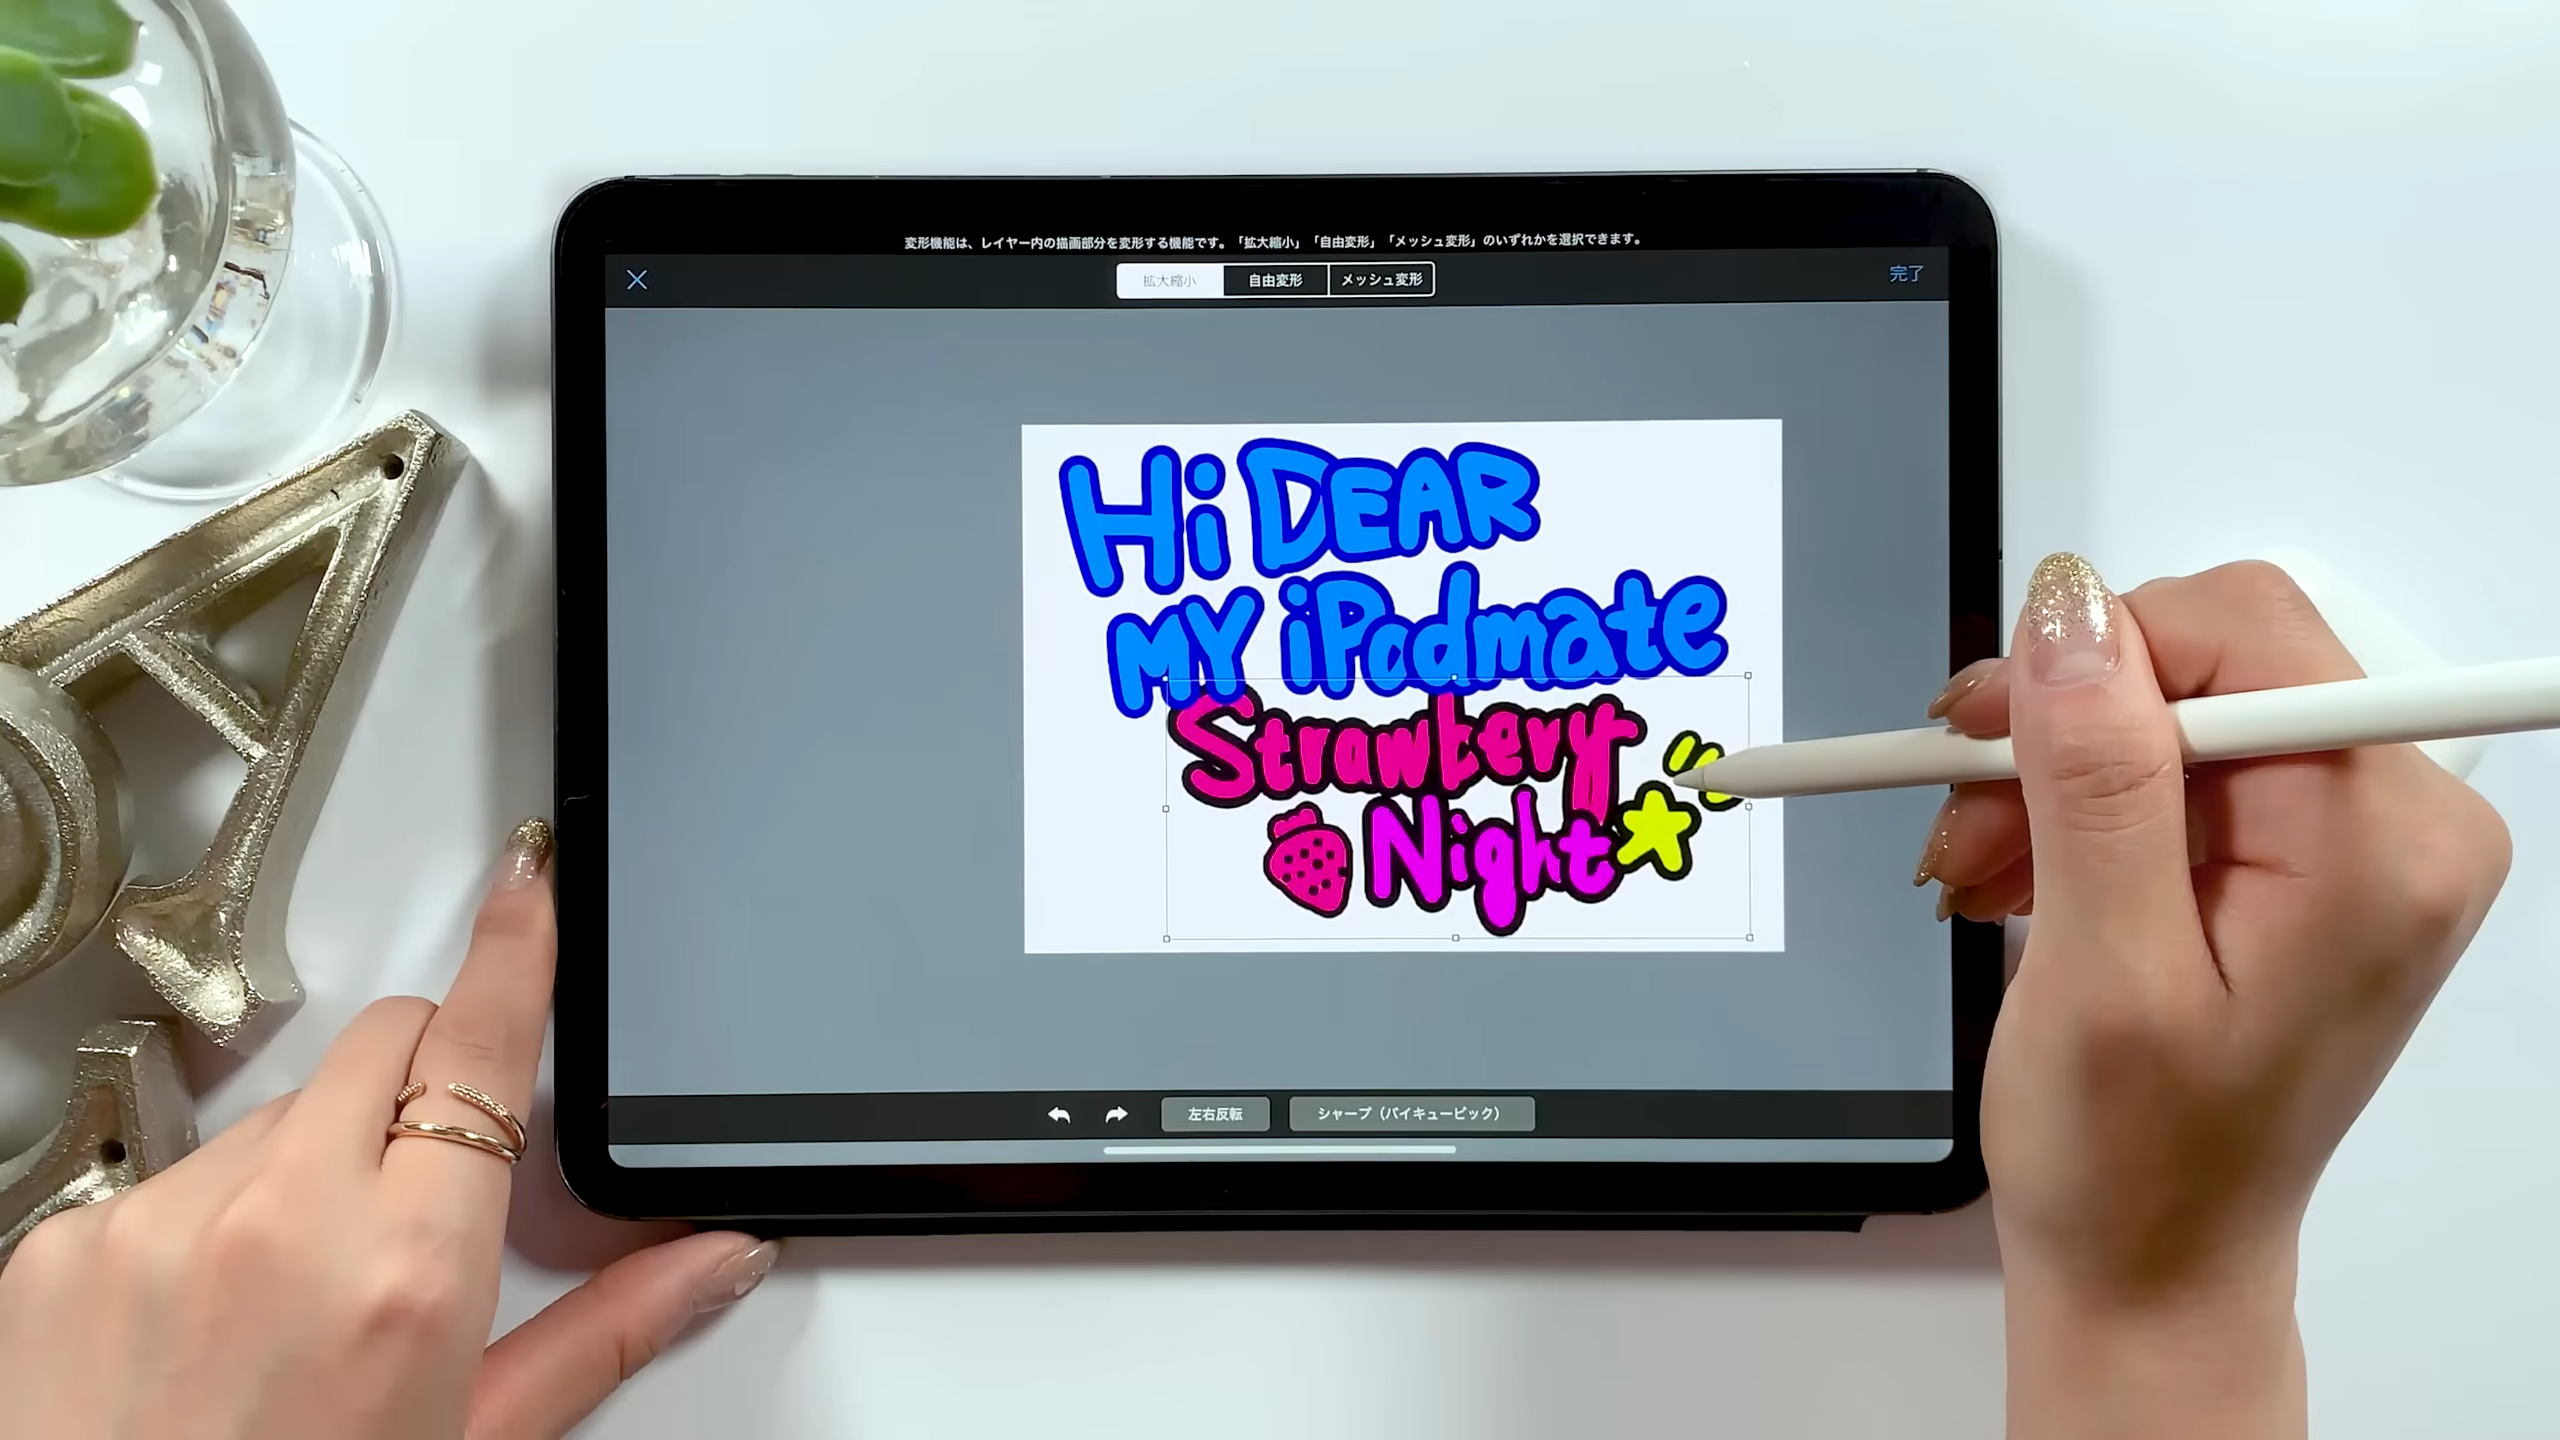 変形機能は、レイヤー内の描画部分を変形する機能です。「拡大縮小」「自由変形」「メッシュ変形」のいずれかを選択できます。
拡大縮小 自由変形 メッシュ変形
完了
Hi DEAR
MY iPadmate
Strawkery
Night
左右反転 シャープ（バイキュービック）